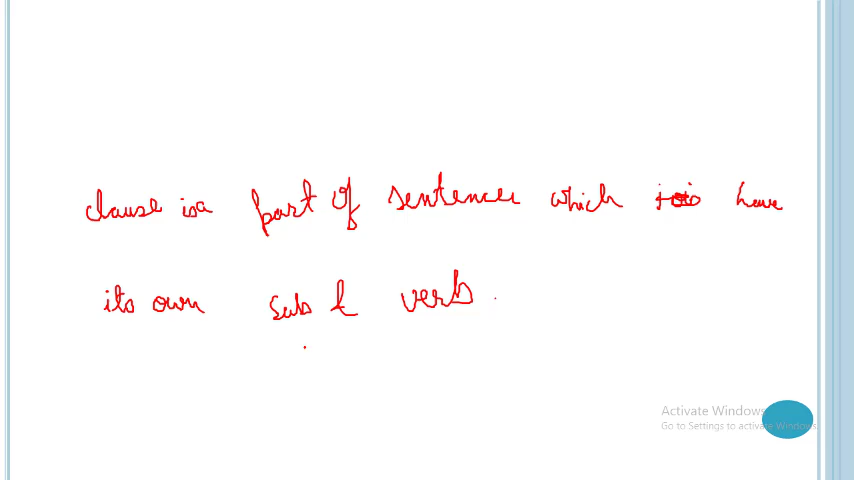 clause is a part of sentence which have
its own sub & verb.
Activate Windows
Go to Settings to activate Windows